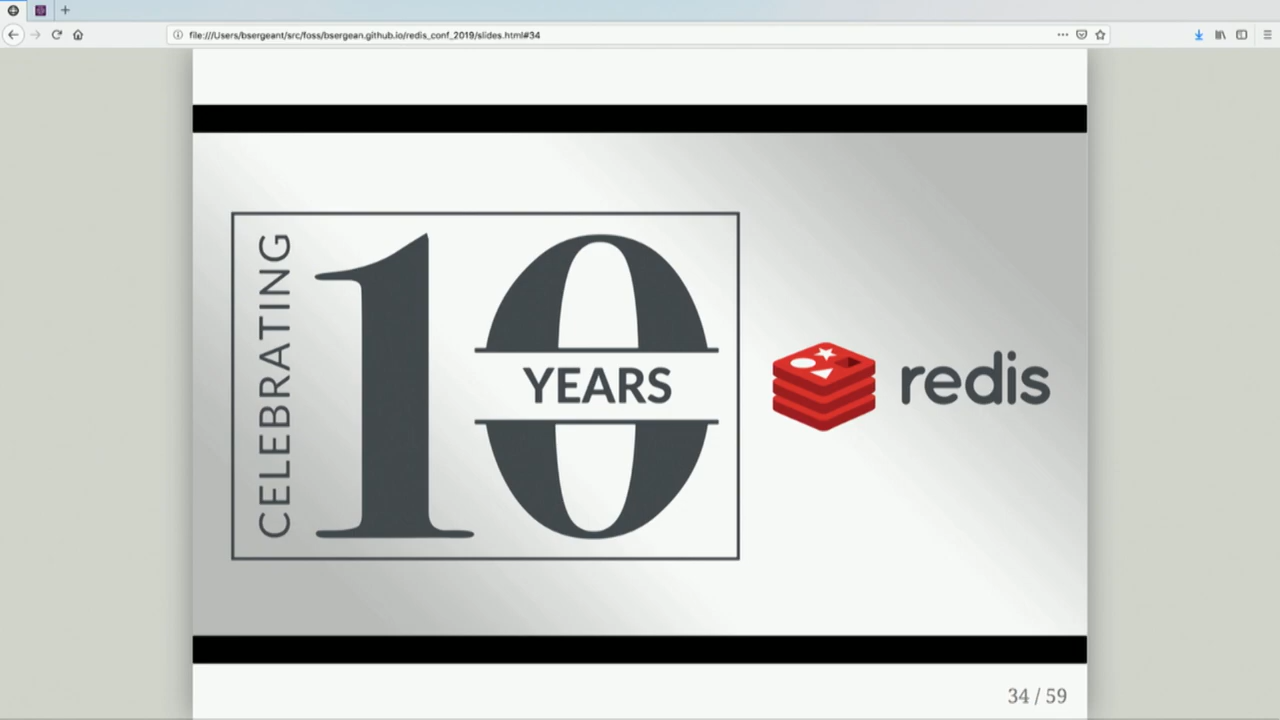 file:///Users/bsergeant/src/foss/bsergean.github.io/redis_conf_2019/slides.html#34
CELEBRATING
10
YEARS
redis
34 / 59